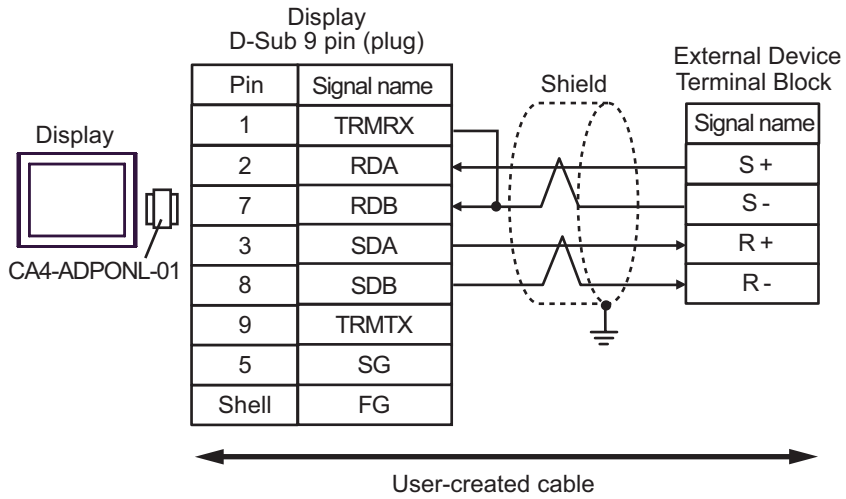 Display
D-Sub 9 pin (plug)
External Device
Terminal Block
Shield
Pin Signal name
Signal name
1 TRMRX
Display
2 RDA
S +
7 RDB
S -
3 SDA
R +
CA4-ADPONL-01
8 SDB
R -
9 TRMTX
5 SG
Shell FG
User-created cable